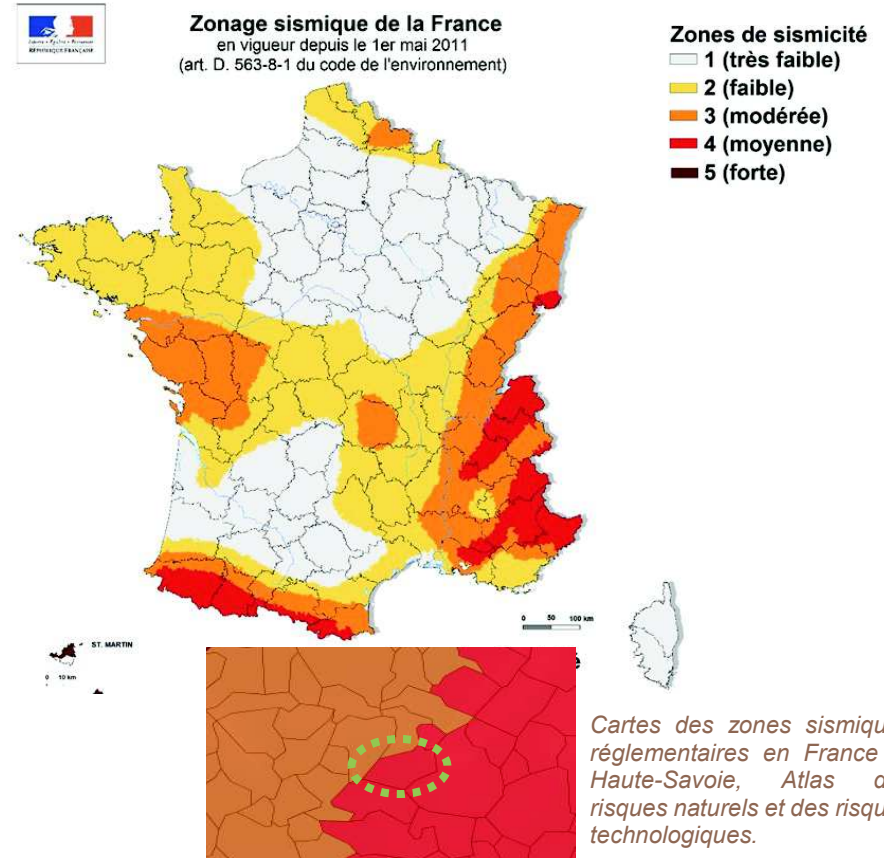 Zonage sismique de la France
en vigueur depuis le 1er mai 2011
(art. D. 563-8-1 du code de l'environnement)
RÉPUBLIQUE FRANÇAISE
Zones de sismicité
1 (très faible)
2 (faible)
3 (modérée)
4 (moyenne)
5 (forte)
ST. MARTIN
0 10 km
0 50 100 km
Cartes des zones sismiqu
réglementaires en France
Haute-Savoie, Atlas d
risques naturels et des risqu
technologiques.